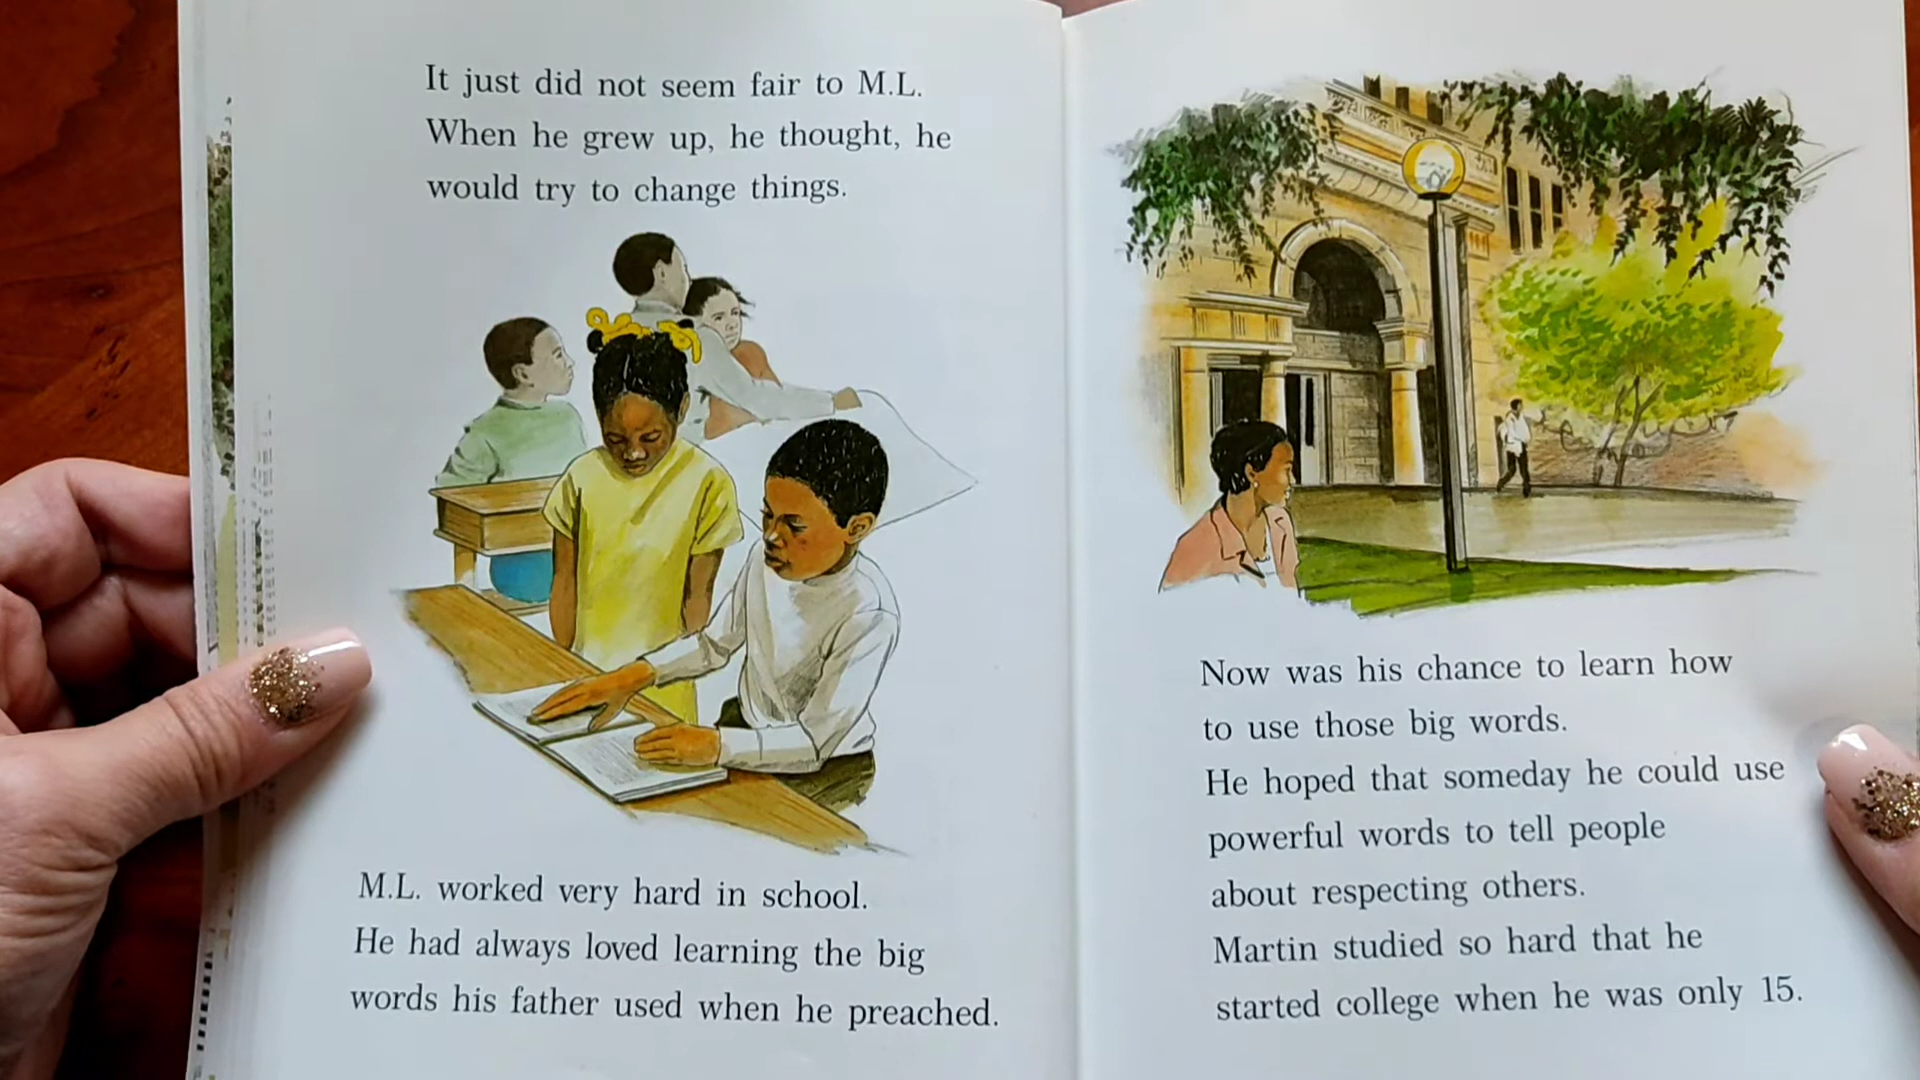 It just did not seem fair to M.L.
When he grew up, he thought, he
would try to change things.
M.L. worked very hard in school.
He had always loved learning the big
words his father used when he preached.
Now was his chance to learn how
to use those big words.
He hoped that someday he could use
powerful words to tell people
about respecting others.
Martin studied so hard that he
started college when he was only 15.